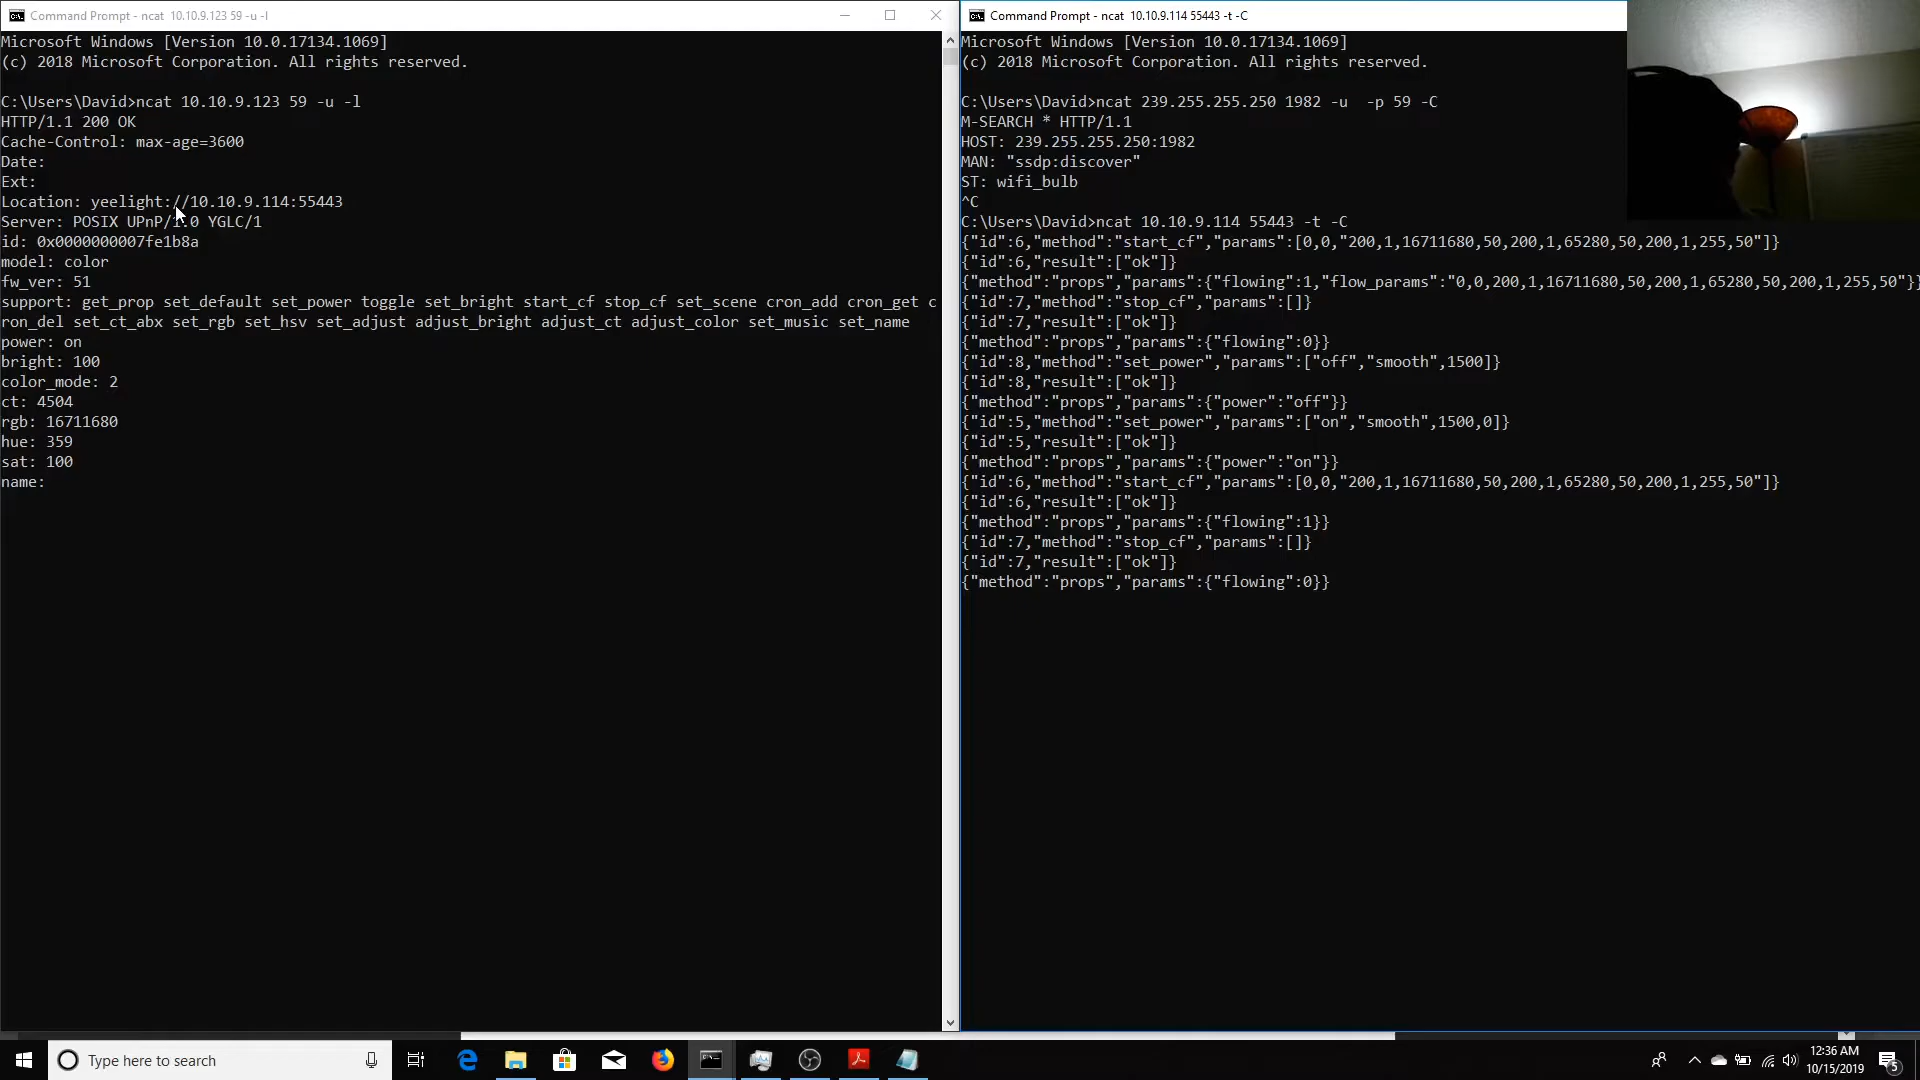 Command Prompt - ncat 10.10.9.123 59 -u -l
Microsoft Windows [Version 10.0.17134.1069]
(c) 2018 Microsoft Corporation. All rights reserved.
C:\Users\David>ncat 10.10.9.123 59 -u -l
HTTP/1.1 200 OK
Cache-Control: max-age=3600
Date:
Ext:
Location: yeelight://10.10.9.114:55443
Server: POSIX UPnP/1.0 YGLC/1
id: 0x0000000007fe1b8a
model: color
fw_ver: 51
support: get_prop set_default set_power toggle set_bright start_cf stop_cf set_scene cron_add cron_get c
ron_del set_ct_abx set_rgb set_hsv set_adjust adjust_bright adjust_ct adjust_color set_music set_name
power: on
bright: 100
color_mode: 2
ct: 4504
rgb: 16711680
hue: 359
sat: 100
name:
Command Prompt - ncat 10.10.9.114 55443 -t -C
Microsoft Windows [Version 10.0.17134.1069]
(c) 2018 Microsoft Corporation. All rights reserved.
C:\Users\David>ncat 239.255.255.250 1982 -u  -p 59 -C
M-SEARCH * HTTP/1.1
HOST: 239.255.255.250:1982
MAN: "ssdp:discover"
ST: wifi_bulb
^C
C:\Users\David>ncat 10.10.9.114 55443 -t -C
{"id":6,"method":"start_cf","params":[0,0,"200,1,16711680,50,200,1,65280,50,200,1,255,50"]}
{"id":6,"result":["ok"]}
{"method":"props","params":{"flowing":1,"flow_params":"0,0,200,1,16711680,50,200,1,65280,50,200,1,255,50"}}
{"id":7,"method":"stop_cf","params":[]}
{"id":7,"result":["ok"]}
{"method":"props","params":{"flowing":0}}
{"id":8,"method":"set_power","params":["off","smooth",1500]}
{"id":8,"result":["ok"]}
{"method":"props","params":{"power":"off"}}
{"id":5,"method":"set_power","params":["on","smooth",1500,0]}
{"id":5,"result":["ok"]}
{"method":"props","params":{"power":"on"}}
{"id":6,"method":"start_cf","params":[0,0,"200,1,16711680,50,200,1,65280,50,200,1,255,50"]}
{"id":6,"result":["ok"]}
{"method":"props","params":{"flowing":1}}
{"id":7,"method":"stop_cf","params":[]}
{"id":7,"result":["ok"]}
{"method":"props","params":{"flowing":0}}
Type here to search
12:36 AM
10/15/2019
5